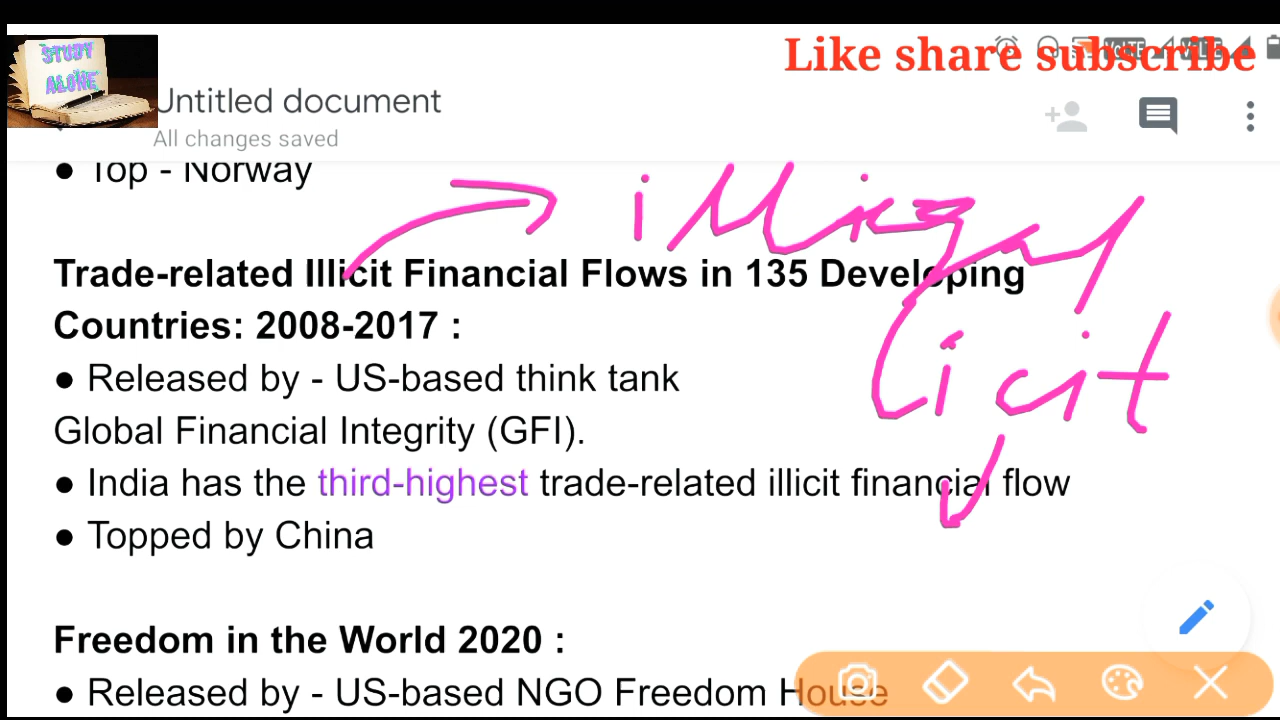 STUDY
ALONE
Like share subscribe
Untitled document
All changes saved
● Top - Norway
illegal
Trade-related Illicit Financial Flows in 135 Developing
Countries: 2008-2017 :
licit
● Released by - US-based think tank
Global Financial Integrity (GFI).
● India has the third-highest trade-related illicit financial flow
● Topped by China
Freedom in the World 2020 :
● Released by - US-based NGO Freedom House